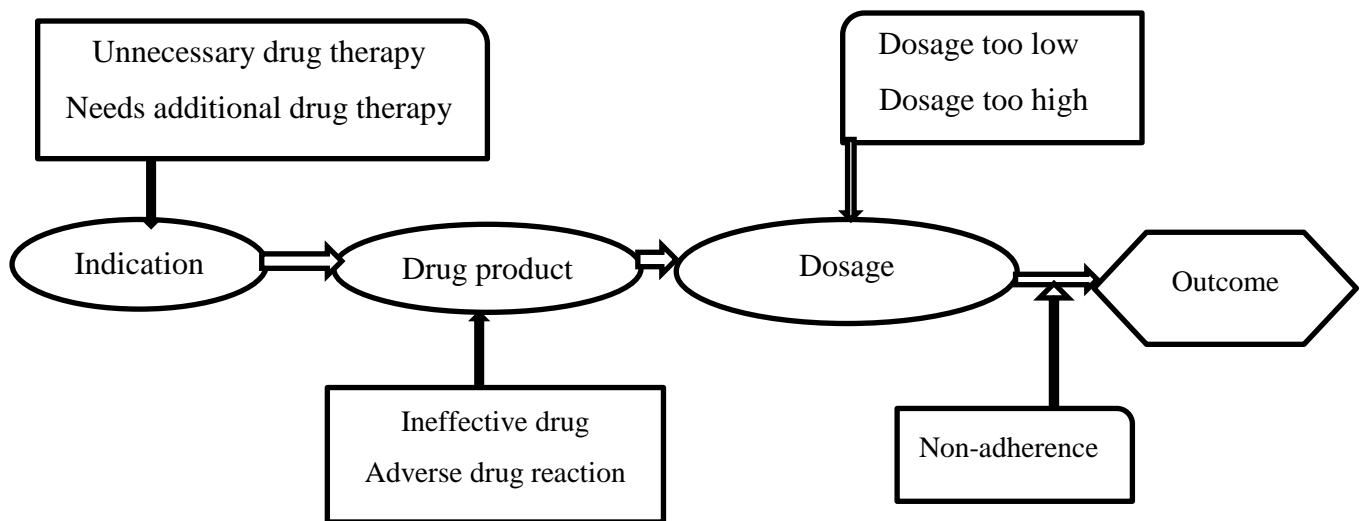 Unnecessary drug therapy
Needs additional drug therapy
Dosage too low
Dosage too high
Indication
Drug product
Dosage
Outcome
Ineffective drug
Adverse drug reaction
Non-adherence